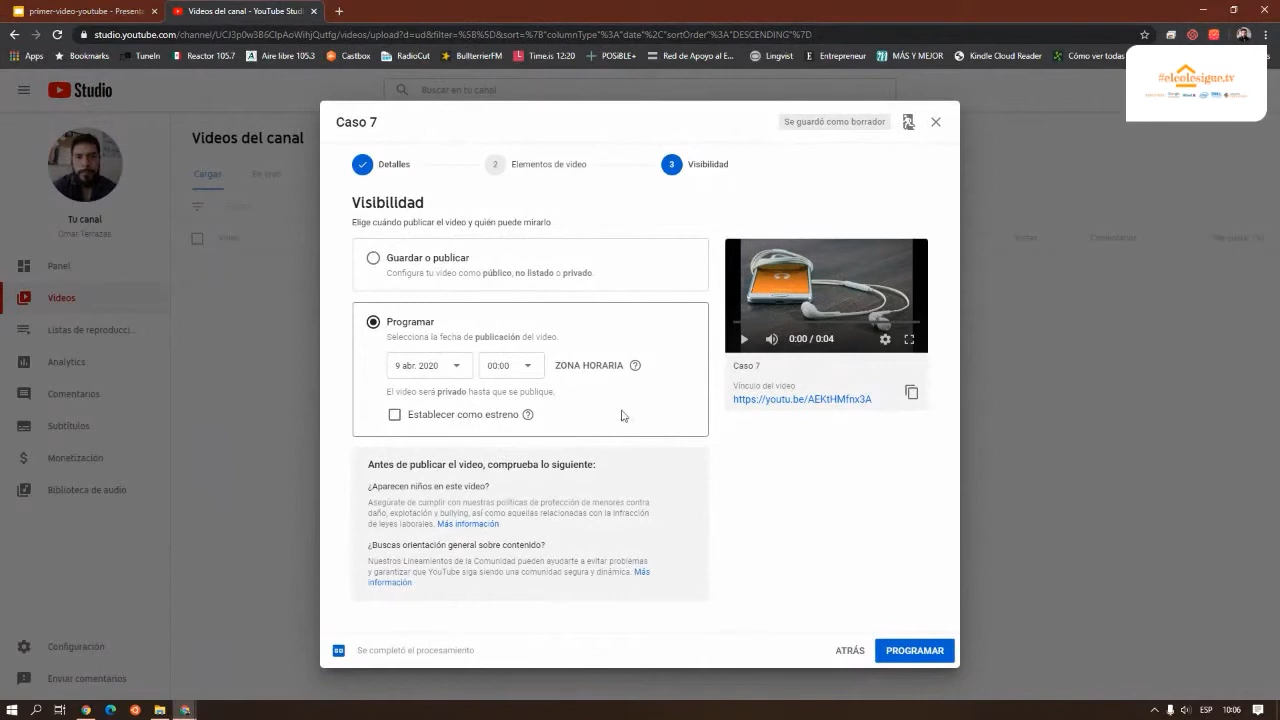 primer-video - Presentac
Videos del canal - YouTube Studi
studio.youtube.com/channel/UCJ3p0w3B6ClpAoWihjQutfg/videos/upload?d=ud&filter=%5B%5D&sort=%7B"columnType"%3A"date"%2C"sortOrder"%3A"DESCENDING"%7D
Apps
Bookmarks
TuneIn
Reactor 107.5
Aire libre 105.3
Castbox
RadioCut
BullterrierFM
Time.is 12:20
POSiBLE+
Red de Apoyo al E...
Lingvist
Entrepreneur
MÁS Y MEJOR
Kindle Cloud Reader
Cómo ver todas
#elcolesigue.tv
Studio
Buscar en tu canal
Caso 7
Se guardó como borrador
Detalles
2
Elementos de video
3
Visibilidad
Videos del canal
Cargas
En vivo
Video
Vistas
Comentarios
Tu canal
Omar Terrazas
Panel
Videos
Listas de reproducci...
Analytics
Comentarios
Subtítulos
Monetización
Biblioteca de audio
Configuración
Enviar comentarios
Visibilidad
Elige cuándo publicar el video y quién puede mirarlo
Guardar o publicar
Configura tu video como público, no listado o privado.
Programar
Selecciona la fecha de publicación del video.
9 abr. 2020
00:00
ZONA HORARIA
El video será privado hasta que se publique.
Establecer como estreno
Antes de publicar el video, comprueba lo siguiente:
¿Aparecen niños en este video?
Asegúrate de cumplir con nuestras políticas de protección de menores contra
daño, explotación y bullying, así como aquellas relacionadas con la infracción
de leyes laborales. Más información
¿Buscas orientación general sobre contenido?
Nuestros Lineamientos de la Comunidad pueden ayudarte a evitar problemas
y garantizar que YouTube siga siendo una comunidad segura y dinámica. Más
información
0:00 / 0:04
Caso 7
Vínculo del video
https://youtu.be/AEKtHMfnx3A
Se completó el procesamiento
ATRÁS
PROGRAMAR
ESP
10:06